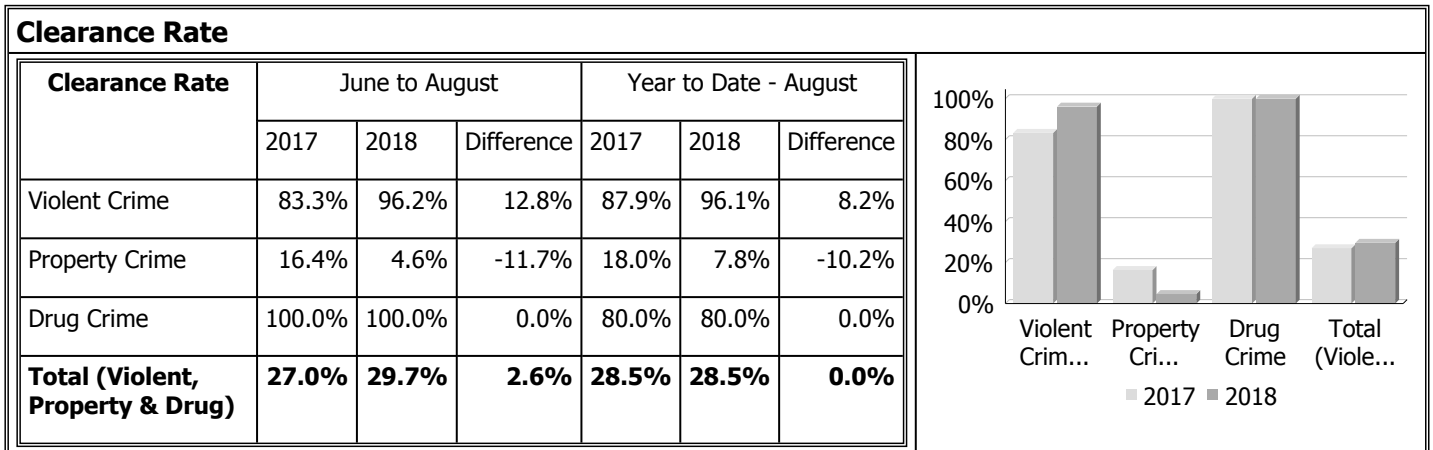 Clearance Rate
Clearance Rate June to August Year to Date - August
2017 2018 Difference 2017 2018 Difference
Violent Crime 83.3% 96.2% 12.8% 87.9% 96.1% 8.2%
Property Crime 16.4% 4.6% -11.7% 18.0% 7.8% -10.2%
Drug Crime 100.0% 100.0% 0.0% 80.0% 80.0% 0.0%
Total (Violent, 27.0% 29.7% 2.6% 28.5% 28.5% 0.0%
Property & Drug)
100%
80%
60%
40%
20%
0%
Violent Property Drug Total
Crim... Cri... Crime (Viole...
2017 2018